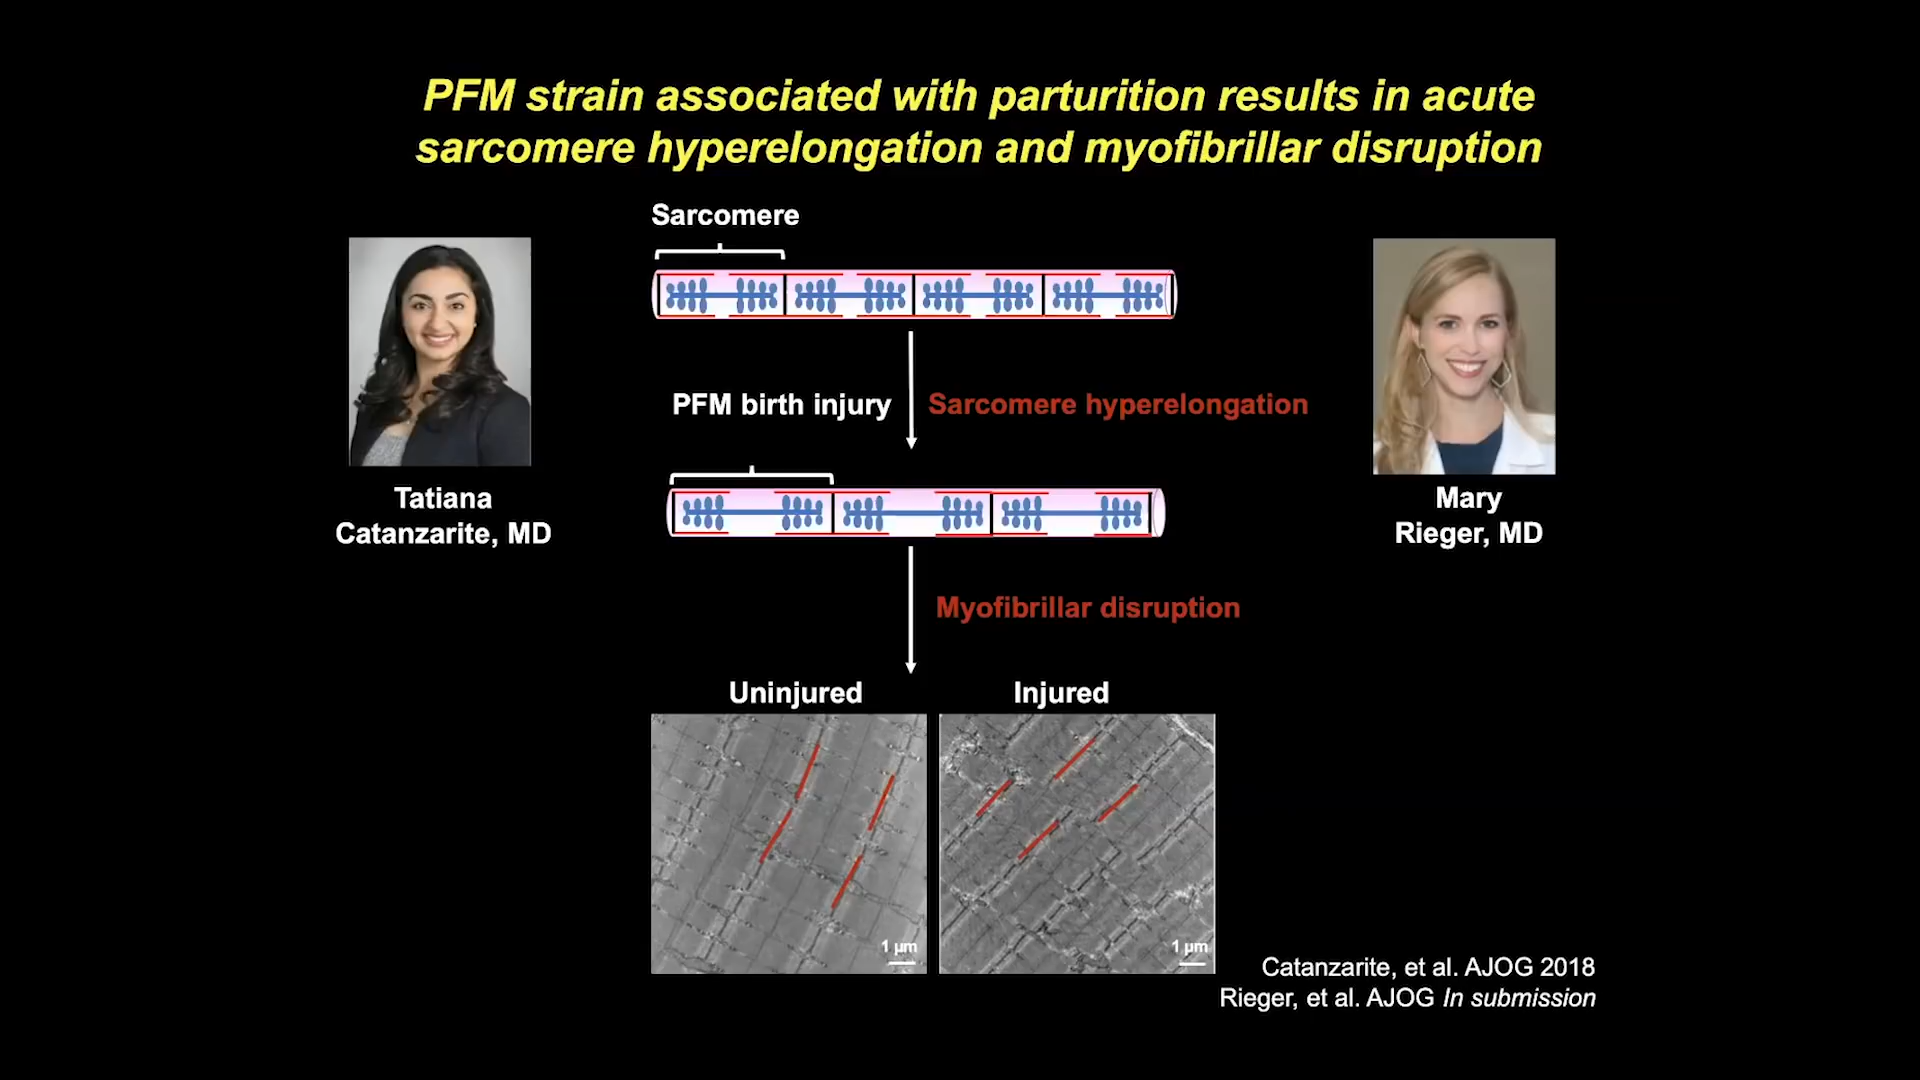 PFM strain associated with parturition results in acute
sarcomere hyperelongation and myofibrillar disruption
Sarcomere
PFM birth injury
Sarcomere hyperelongation
Tatiana
Catanzarite, MD
Mary
Rieger, MD
Myofibrillar disruption
Uninjured
Injured
1 µm
1 µm
Catanzarite, et al. AJOG 2018
Rieger, et al. AJOG In submission